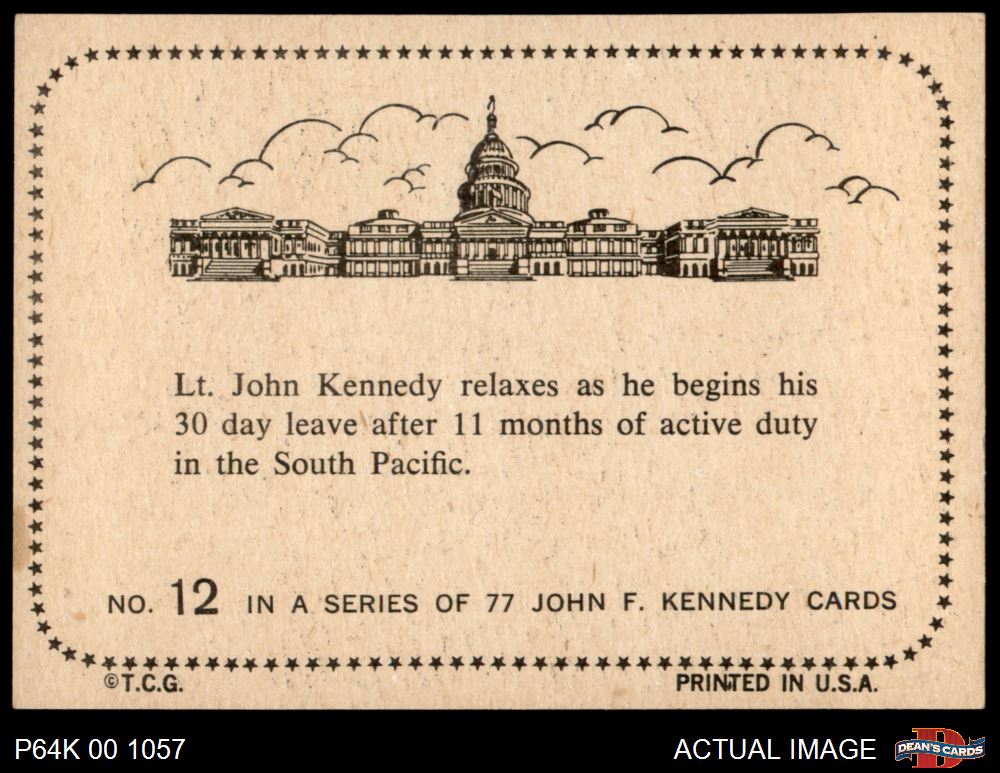 Lt. John Kennedy relaxes as he begins his
30 day leave after 11 months of active duty
in the South Pacific.
NO. 12 IN A SERIES OF 77 JOHN F. KENNEDY CARDS
©T.C.G. PRINTED IN U.S.A.
P64K 00 1057 ACTUAL IMAGE DEAN'S CARDS